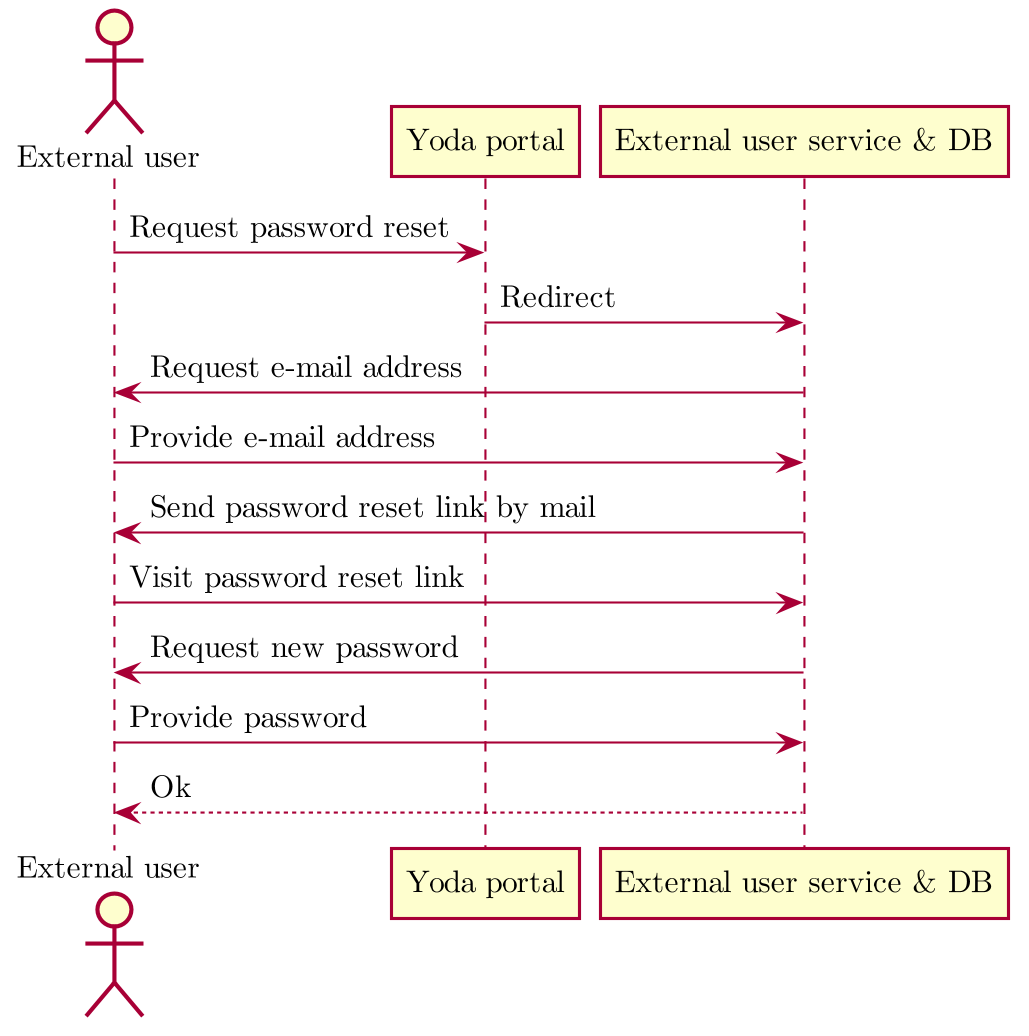 External user
Yoda portal
External user service & DB
Request password reset
Redirect
Request e-mail address
Provide e-mail address
Send password reset link by mail
Visit password reset link
Request new password
Provide password
Ok
External user
Yoda portal
External user service & DB